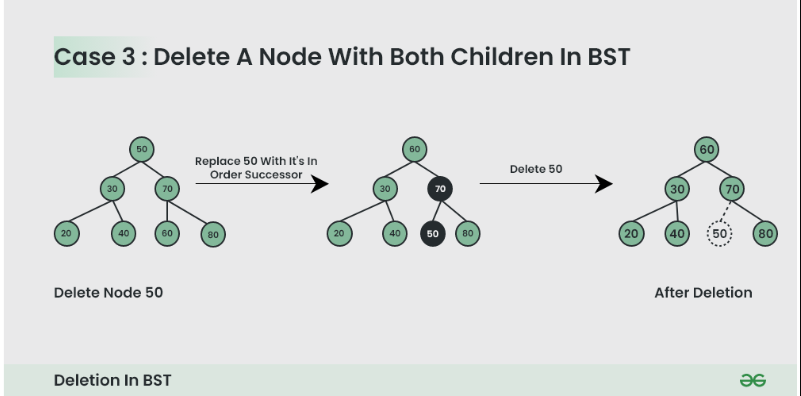 Case 3 : Delete A Node With Both Children In BST
50
30 70
20 40 60 80
Replace 50 With It's In
Order Successor
60
30 70
20 40 50 80
Delete 50
60
30 70
20 40 50 80
Delete Node 50
After Deletion
Deletion In BST